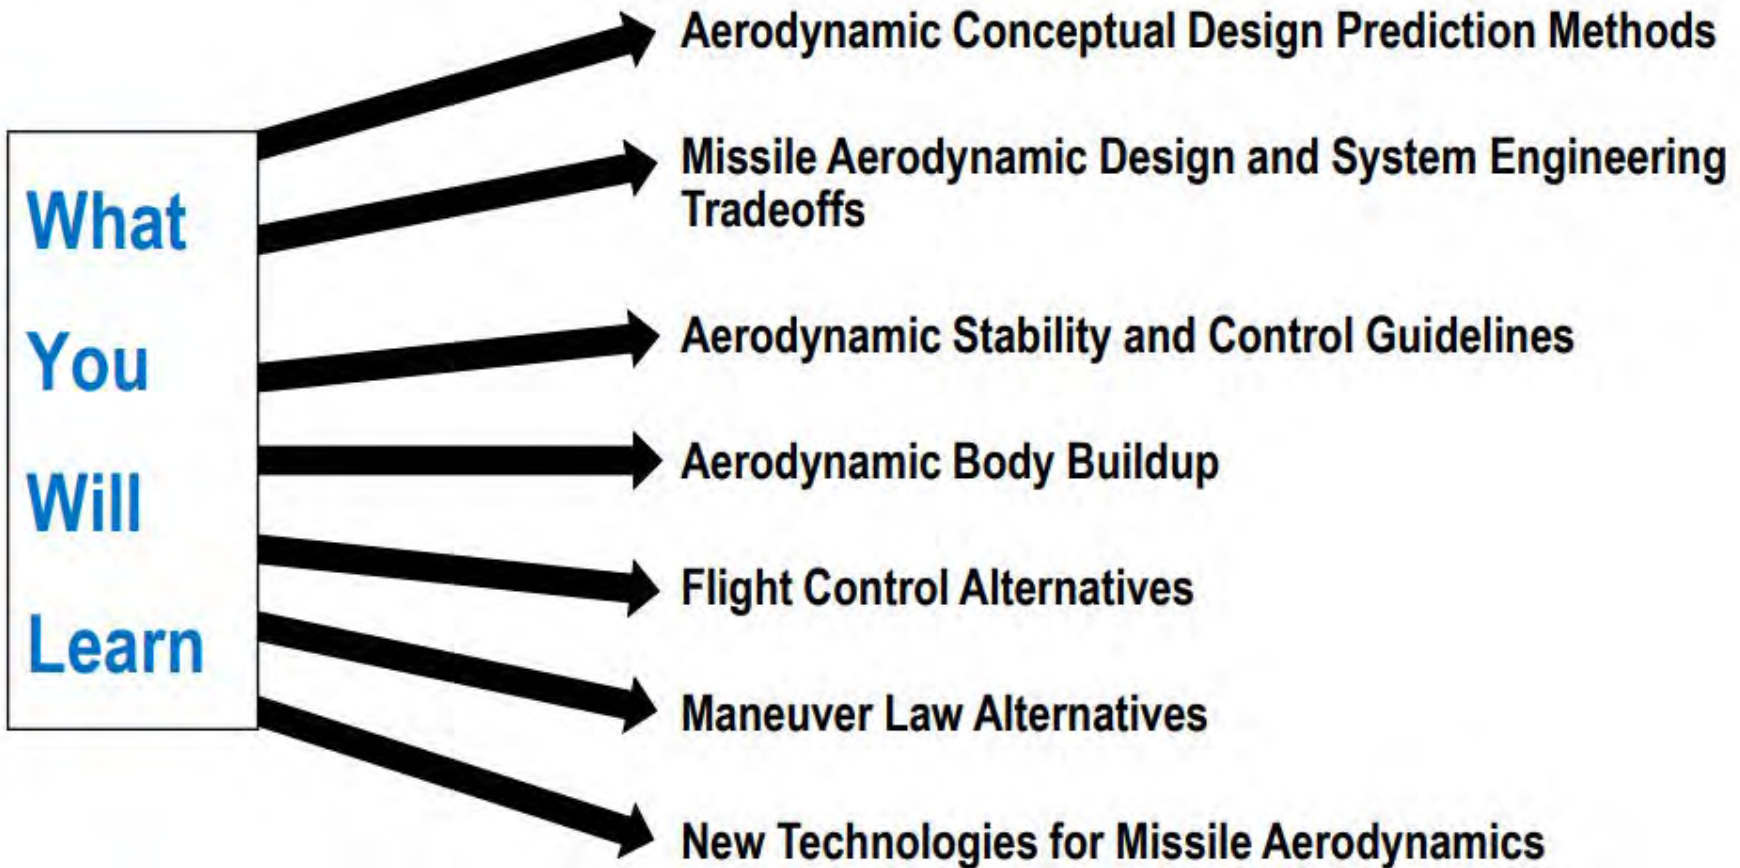 What
You
Will
Learn
Aerodynamic Conceptual Design Prediction Methods
Missile Aerodynamic Design and System Engineering
Tradeoffs
Aerodynamic Stability and Control Guidelines
Aerodynamic Body Buildup
Flight Control Alternatives
Maneuver Law Alternatives
New Technologies for Missile Aerodynamics